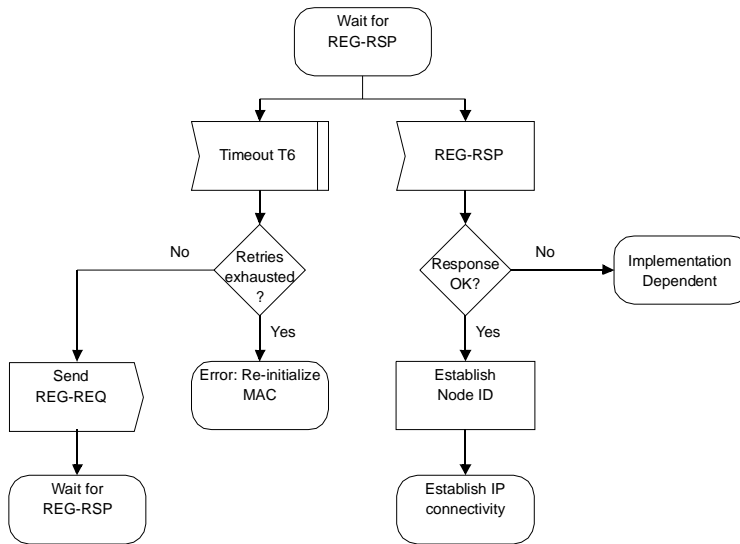 Wait for
REG-RSP
Timeout T6
REG-RSP
No
Retries
exhausted
?
Response
OK?
No
Implementation
Dependent
Yes
Yes
Send
REG-REQ
Error: Re-initialize
MAC
Establish
Node ID
Wait for
REG-RSP
Establish IP
connectivity